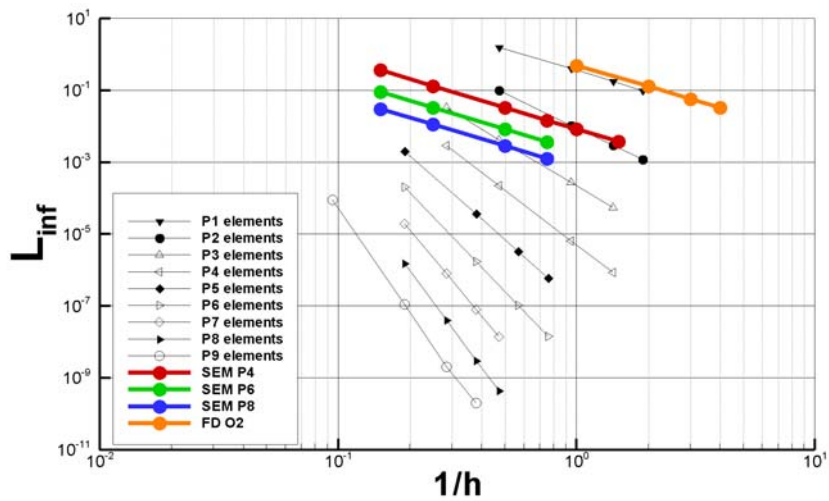 10^1
10^-1
10^-3
10^-5
10^-7
10^-9
10^-11
L_inf
P1 elements
P2 elements
P3 elements
P4 elements
P5 elements
P6 elements
P7 elements
P8 elements
P9 elements
SEM P4
SEM P6
SEM P8
FD O2
10^-2
10^-1
10^0
10^1
1/h